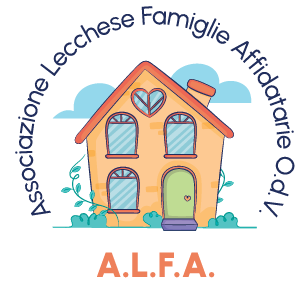 Associazione Lecchese Famiglie Affidatarie O.d.V.
A.L.F.A.